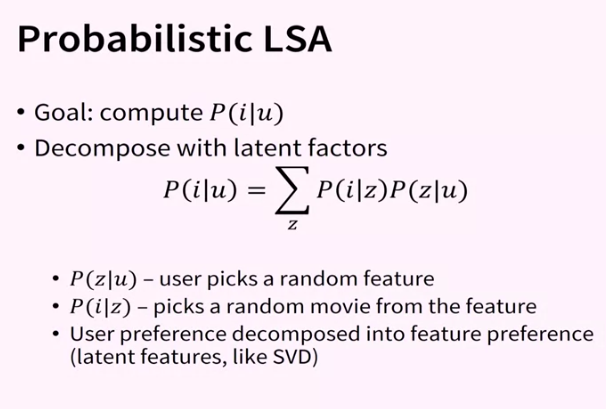 Probabilistic LSA
• Goal: compute P(i|u)
• Decompose with latent factors
P(i|u) = ∑ P(i|z)P(z|u)
z
• P(z|u) – user picks a random feature
• P(i|z) – picks a random movie from the feature
• User preference decomposed into feature preference
(latent features, like SVD)